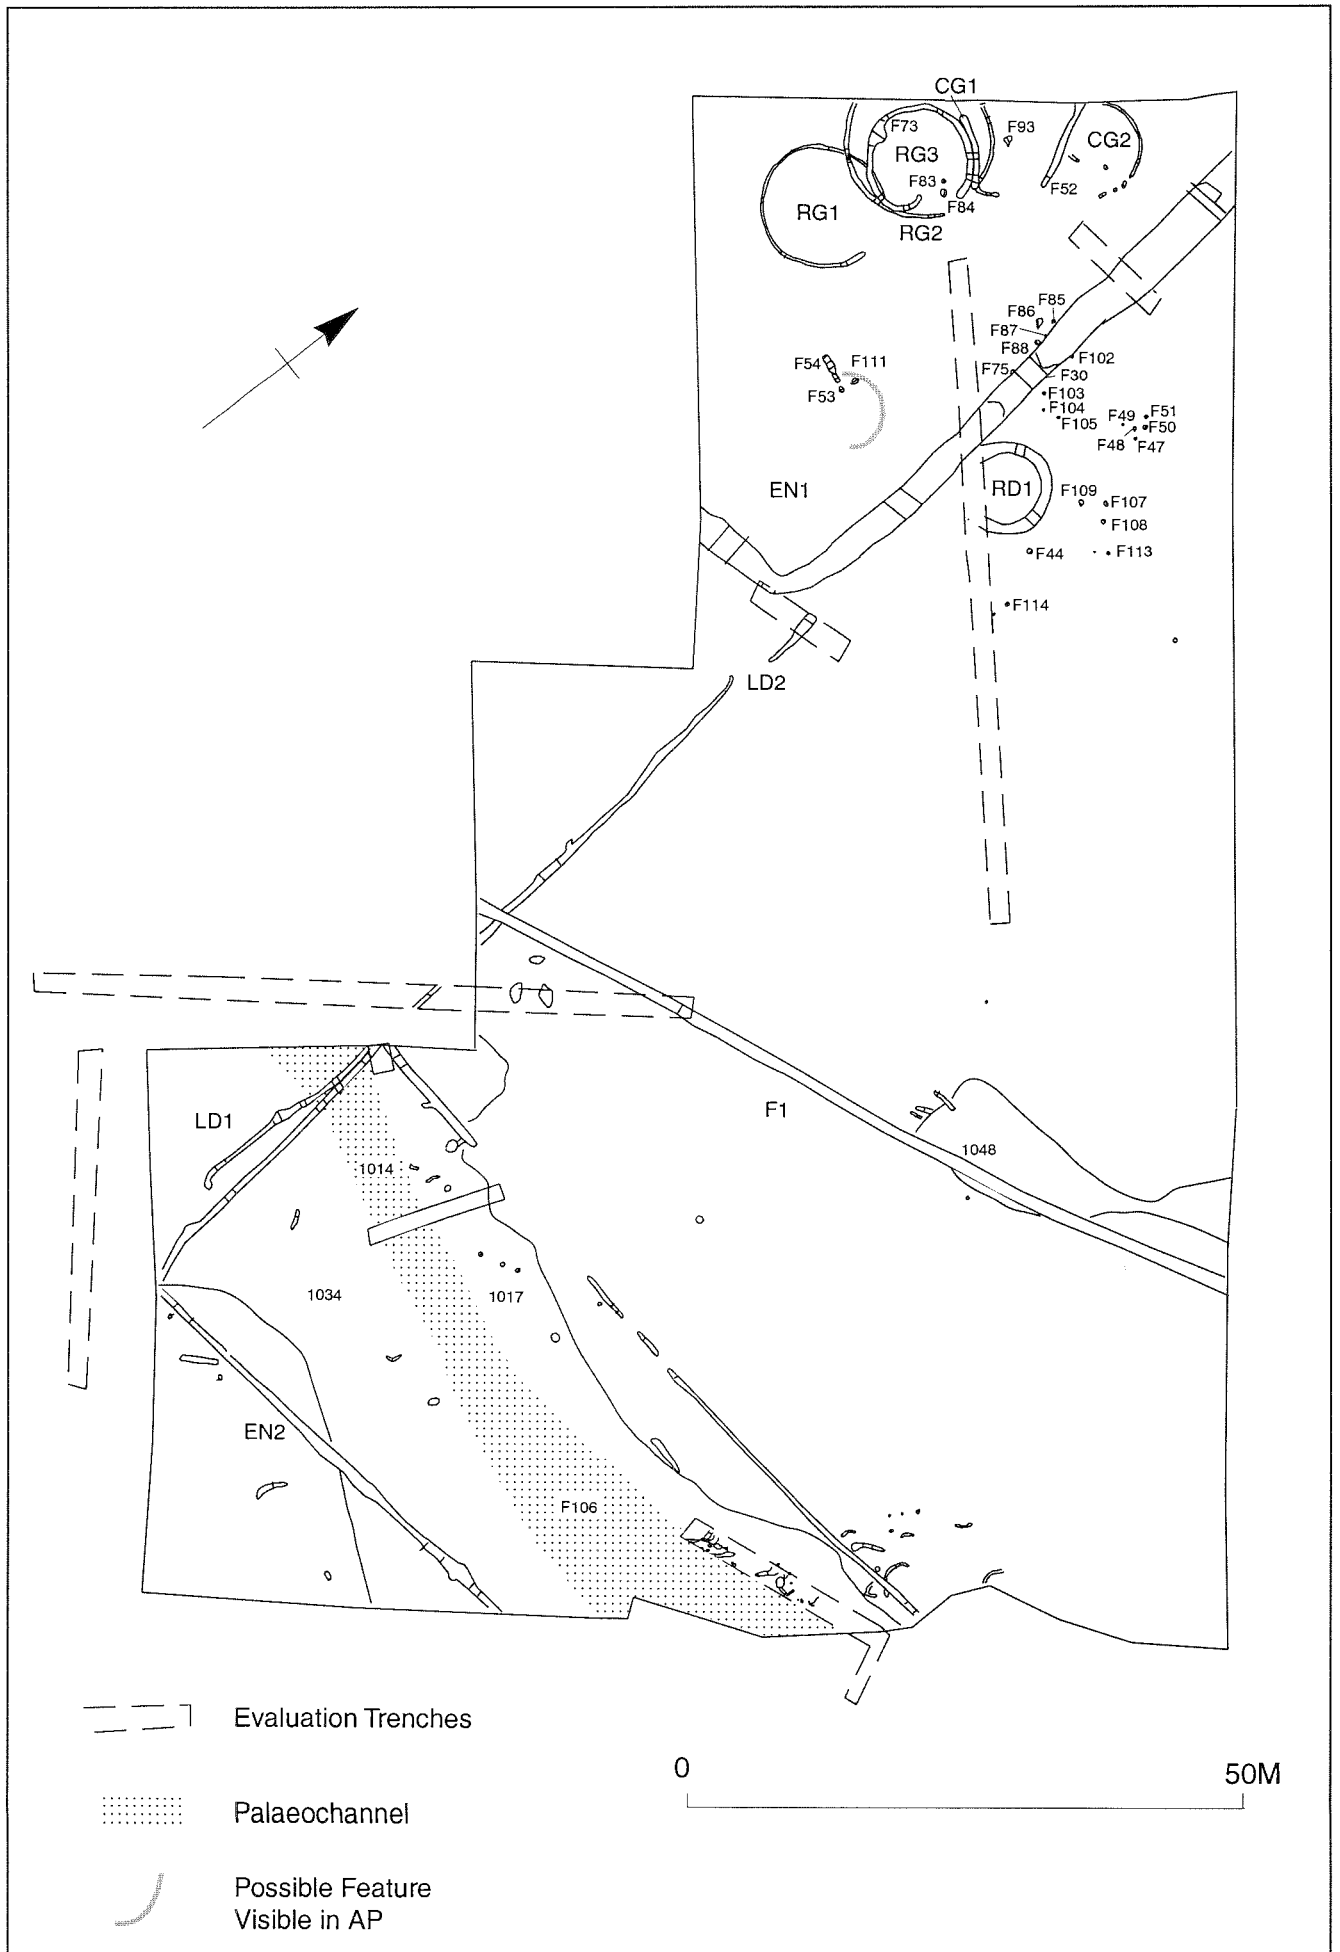 CG1
F73
F93
RG3
CG2
F83
F52
F84
RG1
RG2
F85
F86
F87
F88
F102
F54
F111
F75
F30
F53
F103
F104
F105
F49
F51
F50
F48
F47
EN1
RD1
F109
F107
F108
F44
F113
F114
LD2
LD1
F1
1048
1014
1034
1017
EN2
F106
Evaluation Trenches
0
50M
Palaeochannel
Possible Feature
Visible in AP